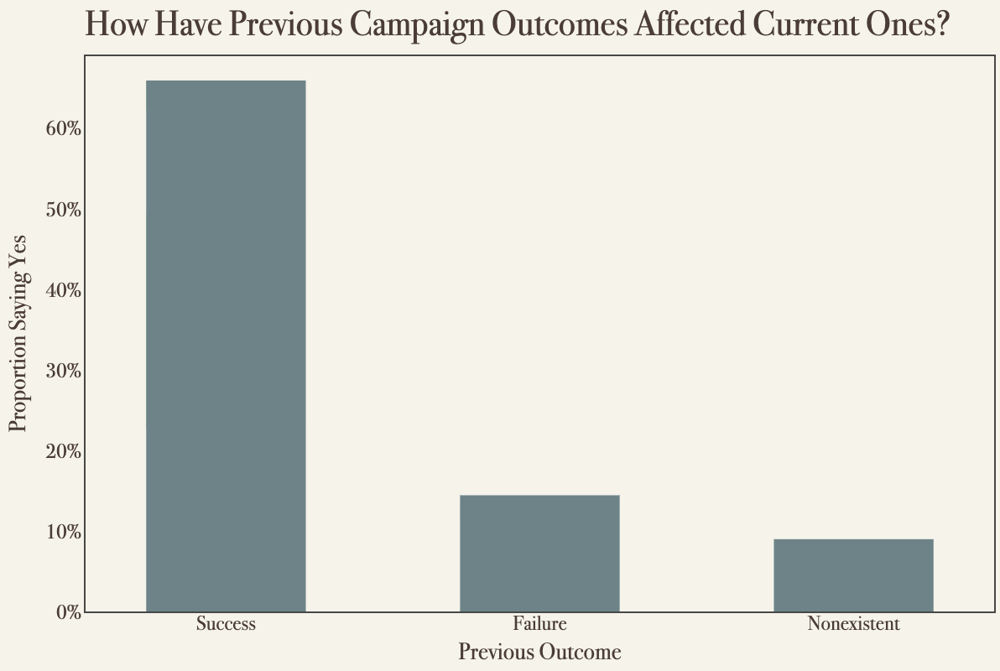 How Have Previous Campaign Outcomes Affected Current Ones?
Proportion Saying Yes
60%
50%
40%
30%
20%
10%
0%
Success Failure Nonexistent
Previous Outcome